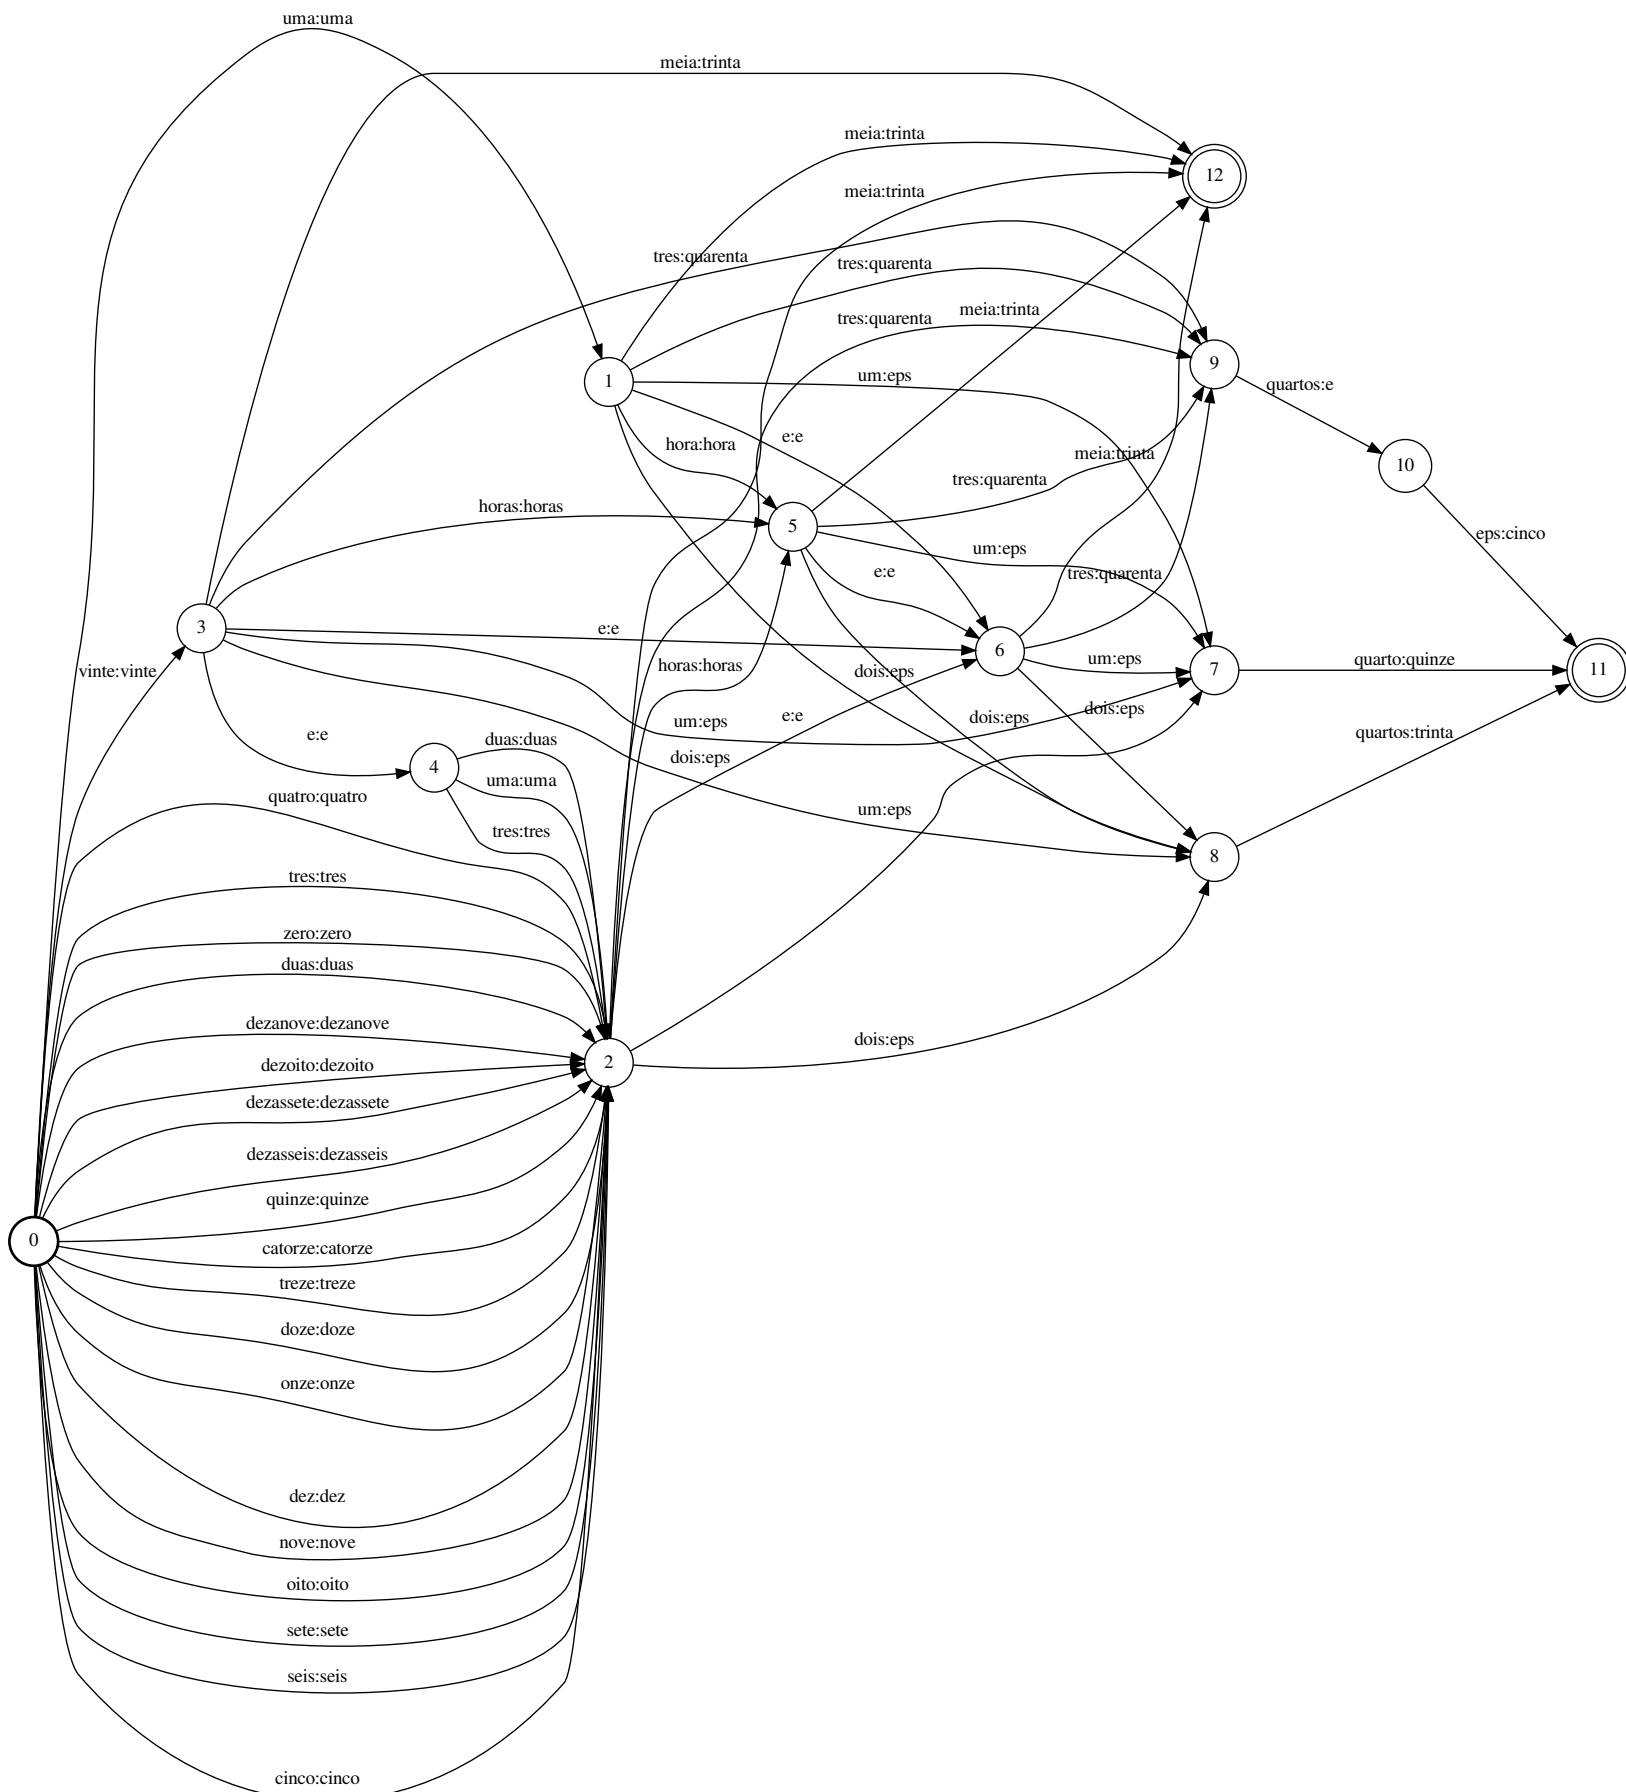 uma:uma
meia:trinta
meia:trinta
12
meia:trinta
tres:quarenta
tres:quarenta
meia:trinta
tres:quarenta
9
1
um:eps
quartos:e
e:e
hora:hora
meia:trinta
10
tres:quarenta
horas:horas
5
eps:cinco
um:eps
e:e
tres:quarenta
3
e:e
6
um:eps
quarto:quinze
horas:horas
vinte:vinte
dois:eps
7
11
dois:eps
e:e
dois:eps
um:eps
quartos:trinta
e:e
duas:duas
dois:eps
4
uma:uma
quatro:quatro
um:eps
tres:tres
8
tres:tres
zero:zero
duas:duas
dezanove:dezanove
dois:eps
2
dezoito:dezoito
dezassete:dezassete
dezasseis:dezasseis
quinze:quinze
0
catorze:catorze
treze:treze
doze:doze
onze:onze
dez:dez
nove:nove
oito:oito
sete:sete
seis:seis
cinco:cinco